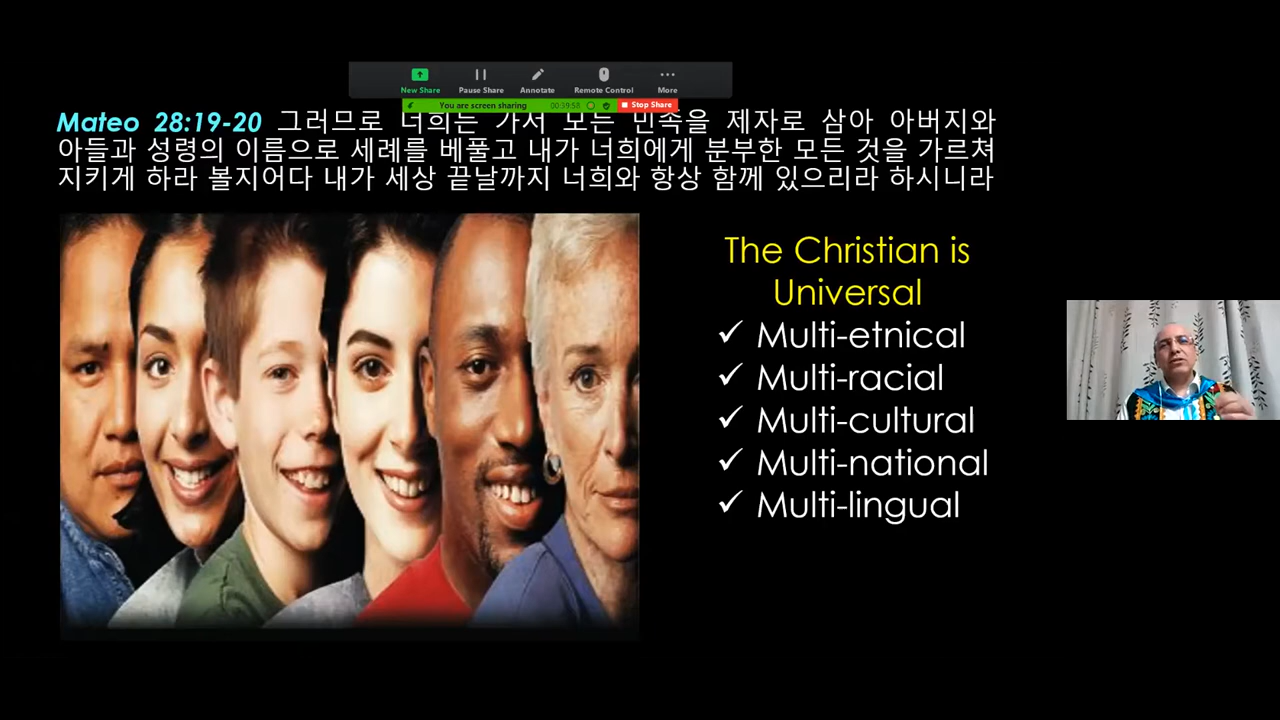 New Share Pause Share Annotate Remote Control More
You are screen sharing 00:39:58 Stop Share
Mateo 28:19-20 그러므로 너희는 가서 모든 민족을 제자로 삼아 아버지와
아들과 성령의 이름으로 세례를 베풀고 내가 너희에게 분부한 모든 것을 가르쳐
지키게 하라 볼지어다 내가 세상 끝날까지 너희와 항상 함께 있으리라 하시니라
The Christian is
Universal
✓ Multi-etnical
✓ Multi-racial
✓ Multi-cultural
✓ Multi-national
✓ Multi-lingual